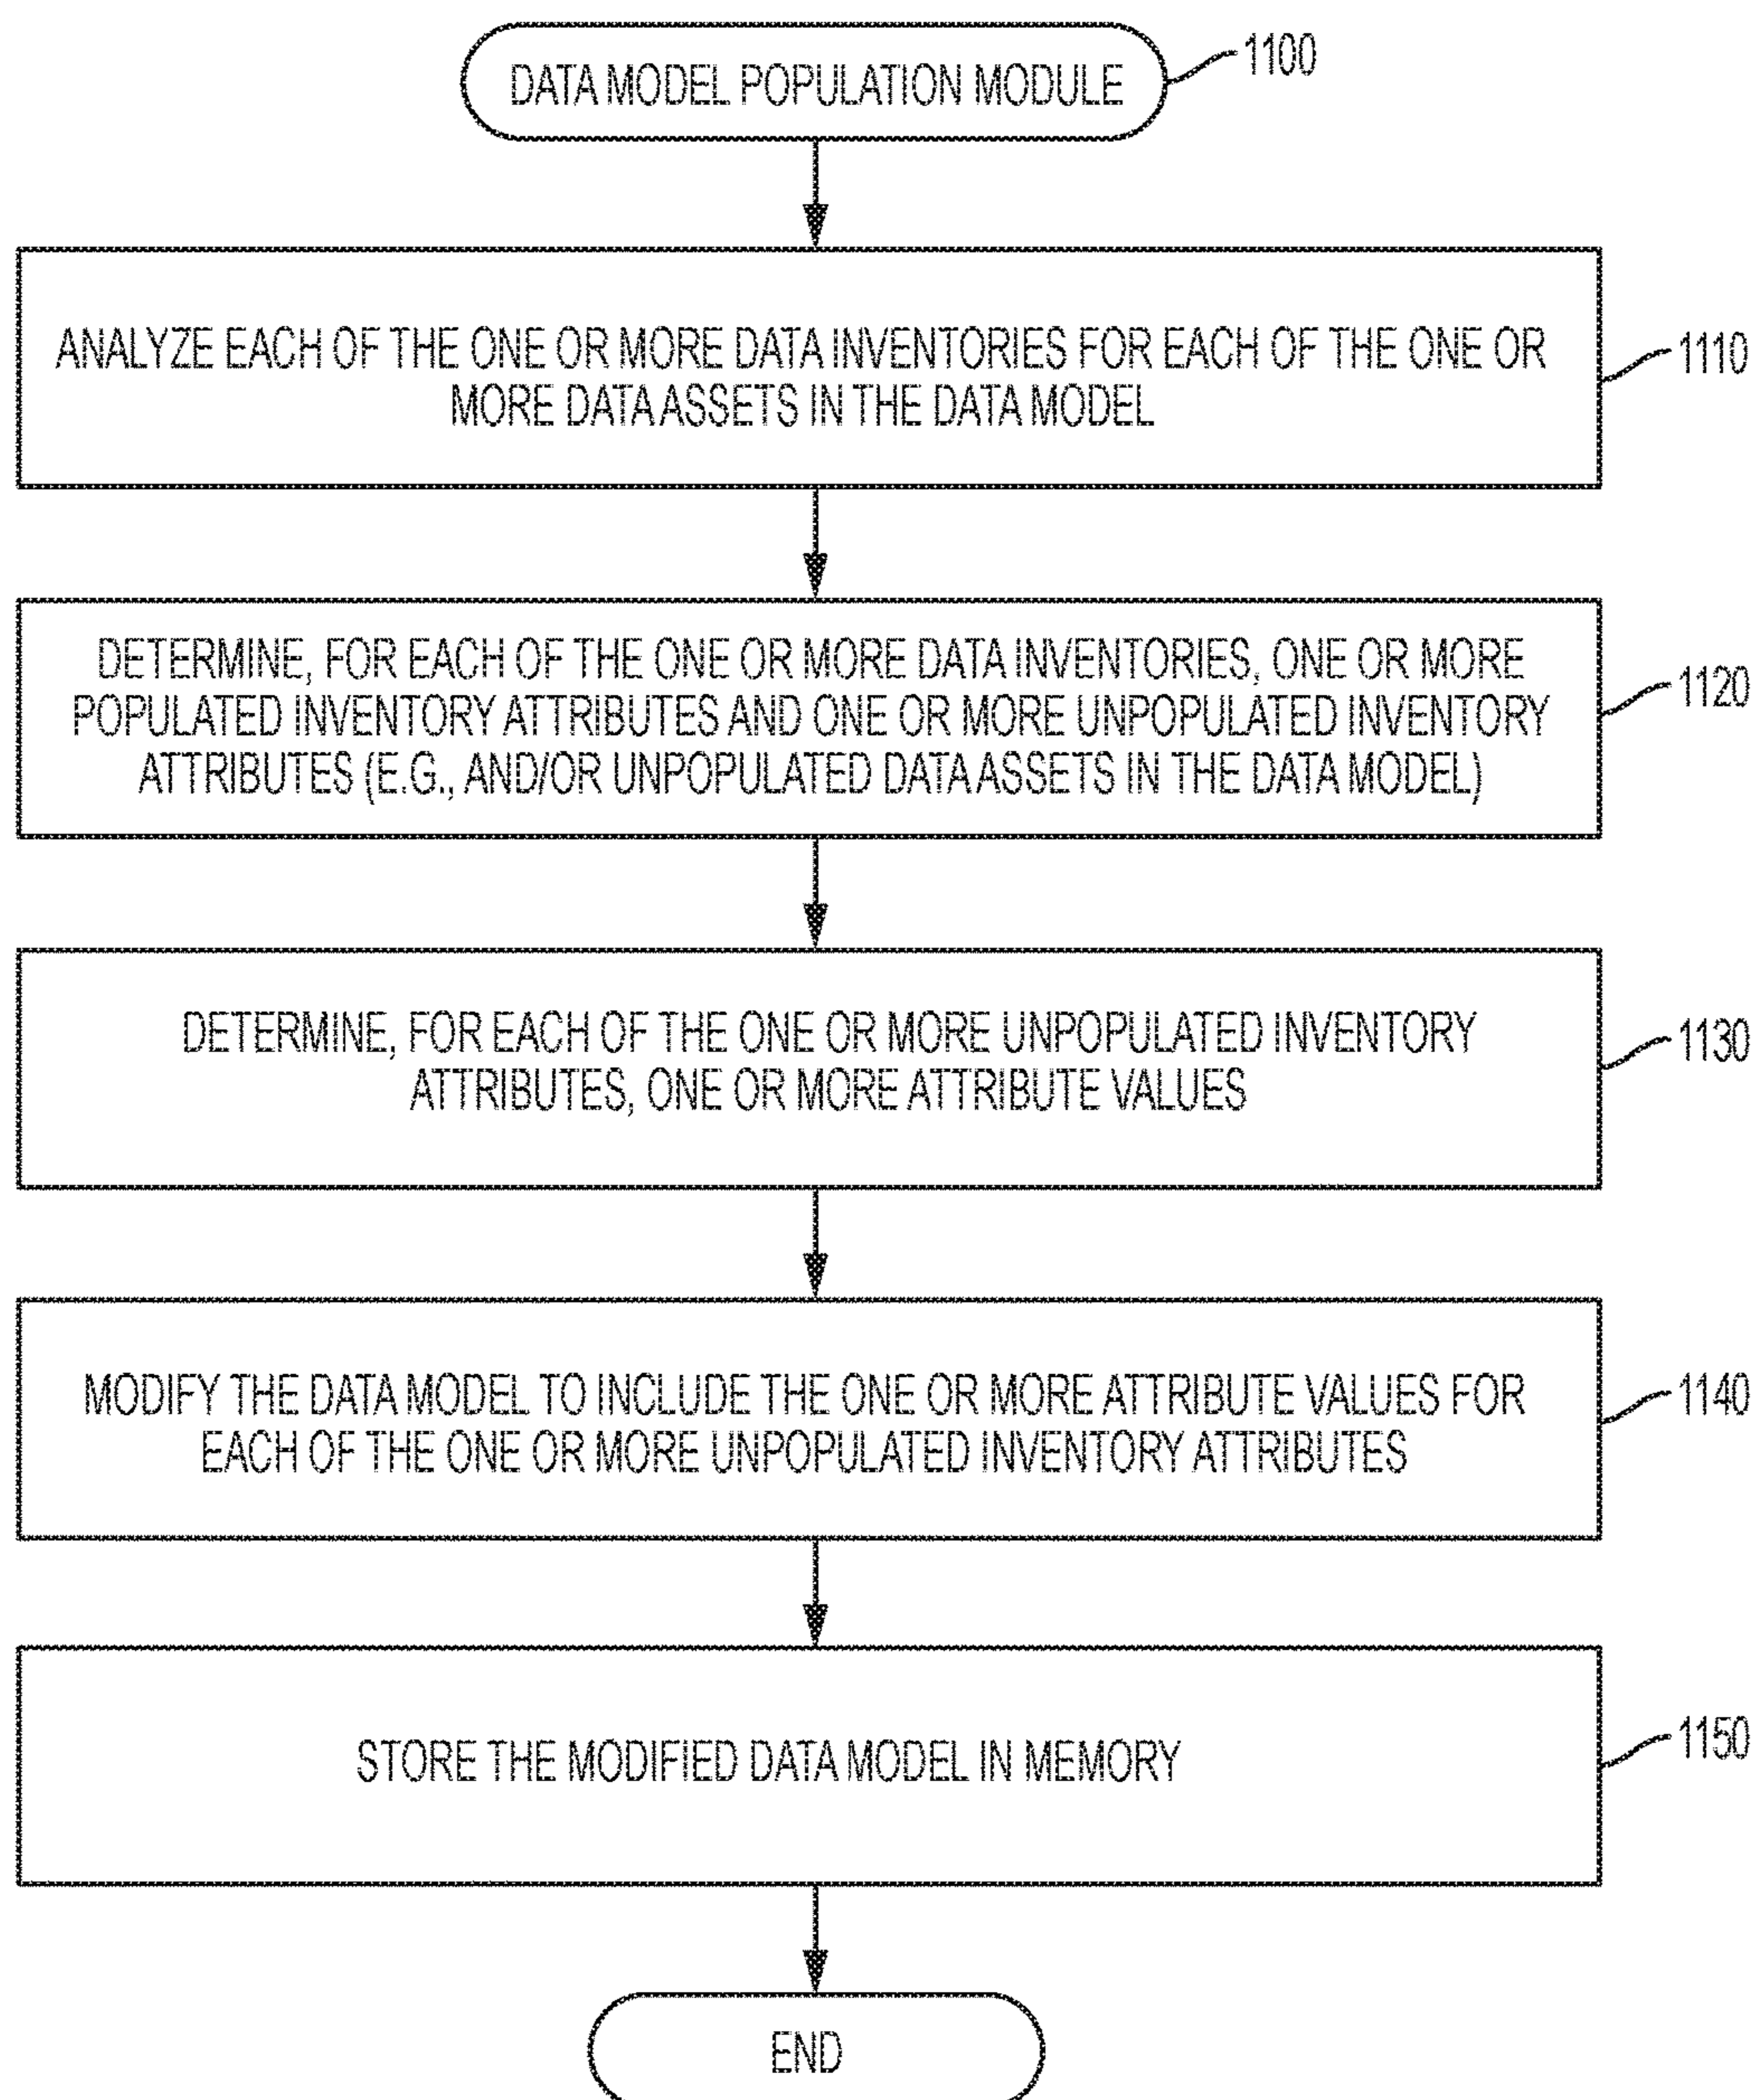 DATA MODEL POPULATION MODULE
1100
ANALYZE EACH OF THE ONE OR MORE DATA INVENTORIES FOR EACH OF THE ONE OR
MORE DATA ASSETS IN THE DATA MODEL
1110
DETERMINE, FOR EACH OF THE ONE OR MORE DATA INVENTORIES, ONE OR MORE
POPULATED INVENTORY ATTRIBUTES AND ONE OR MORE UNPOPULATED INVENTORY
ATTRIBUTES (E.G., AND/OR UNPOPULATED DATA ASSETS IN THE DATA MODEL)
1120
DETERMINE, FOR EACH OF THE ONE OR MORE UNPOPULATED INVENTORY
ATTRIBUTES, ONE OR MORE ATTRIBUTE VALUES
1130
MODIFY THE DATA MODEL TO INCLUDE THE ONE OR MORE ATTRIBUTE VALUES FOR
EACH OF THE ONE OR MORE UNPOPULATED INVENTORY ATTRIBUTES
1140
STORE THE MODIFIED DATA MODEL IN MEMORY
1150
END